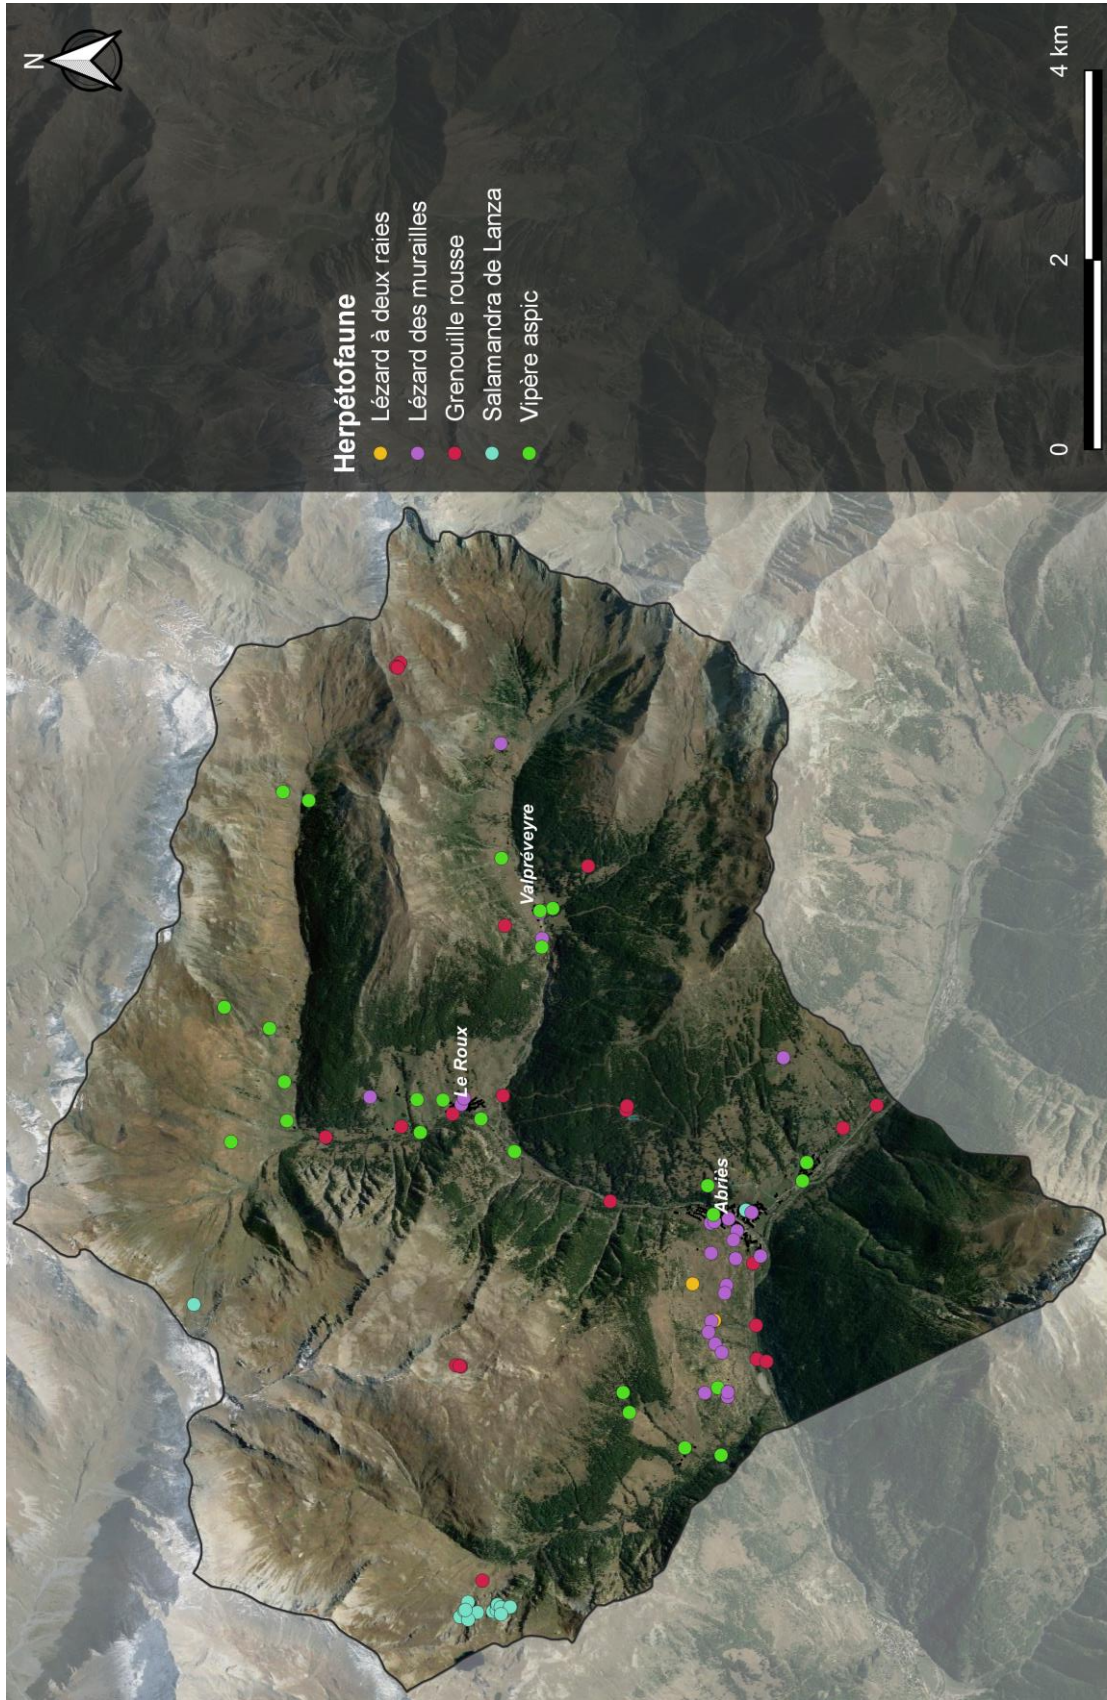 N
Herpétofaune
Lézard à deux raies
Lézard des murailles
Grenouille rousse
Salamandra de Lanza
Vipère aspic
0 2 4 km
Valpréveyre
Le Roux
Abriès